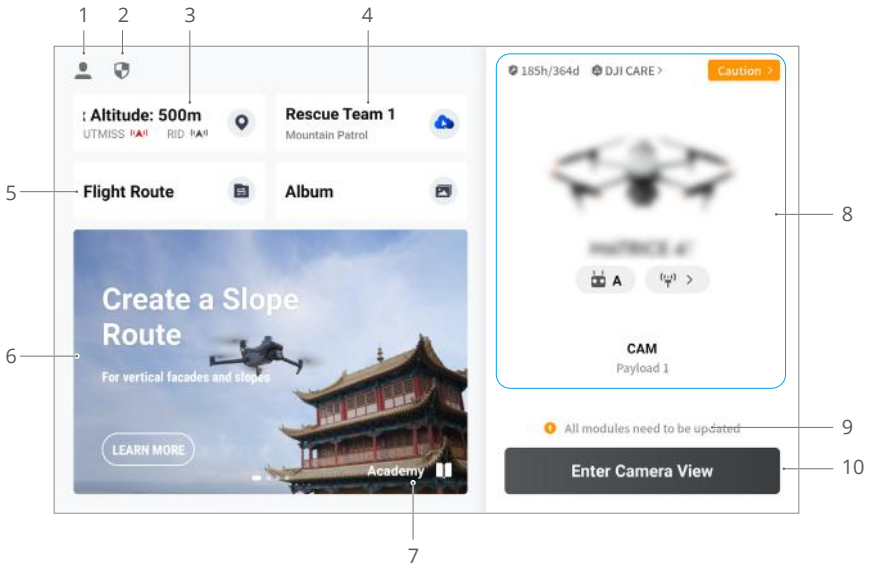 1
2
3
4
: Altitude: 500m
UTMISS
RID
Rescue Team 1
Mountain Patrol
5
Flight Route
Album
Create a Slope
Route
6
For vertical facades and slopes
LEARN MORE
Academy
7
185h/364d
DJI CARE >
Caution >
8
A
>
CAM
Payload 1
All modules need to be updated
9
Enter Camera View
10